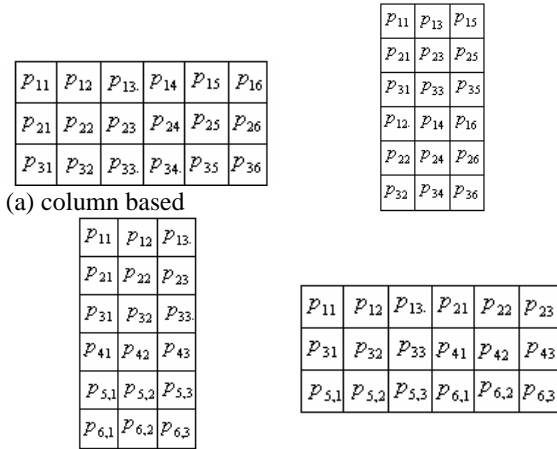 p11 p12 p13. p14 p15 p16
p21 p22 p23 p24 p25 p26
p31 p32 p33. p34. p35 p36
(a) column based
p11 p13 p15
p21 p23 p25
p31 p33 p35
p12. p14 p16
p22 p24 p26
p32 p34 p36
p11 p12 p13.
p21 p22 p23
p31 p32 p33.
p41 p42 p43
p5,1 p5,2 p5,3
p6,1 p6,2 p6,3
p11 p12 p13. p21 p22 p23
p31 p32 p33 p41 p42 p43
p5,1 p5,2 p5,3 p6,1 p6,2 p6,3